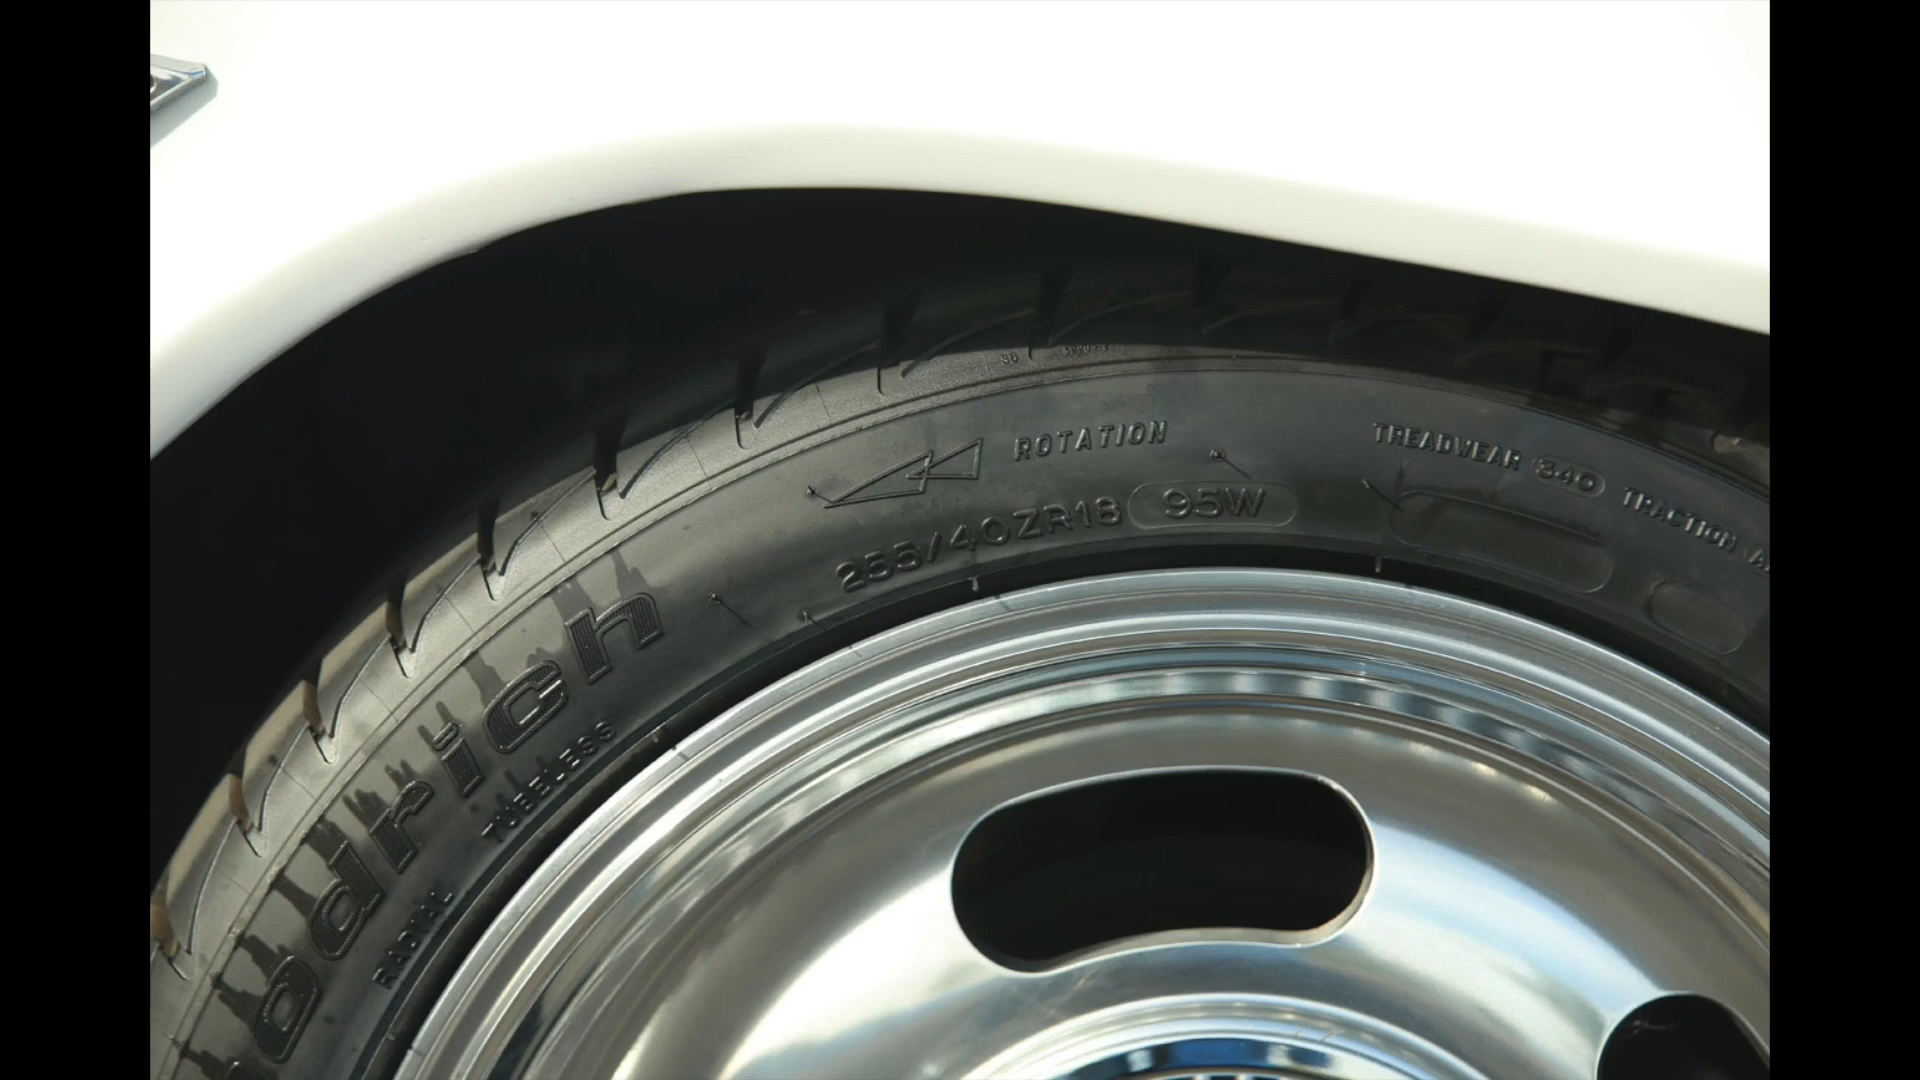 ROTATION
TREADWEAR 340 TRACTION
255/40ZR18 95W
odrich
TUBELESS
RADIAL